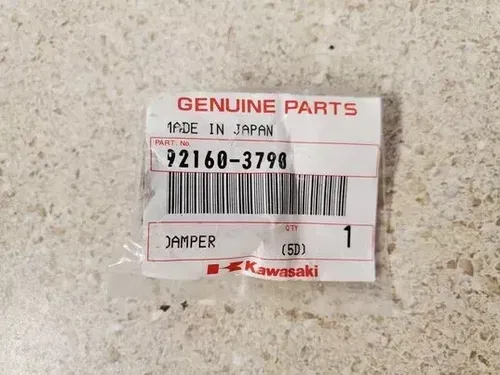 GENUINE PARTS
MADE IN JAPAN
PART. No.
92160-3790
QTY
DAMPER (5D) 1
Kawasaki